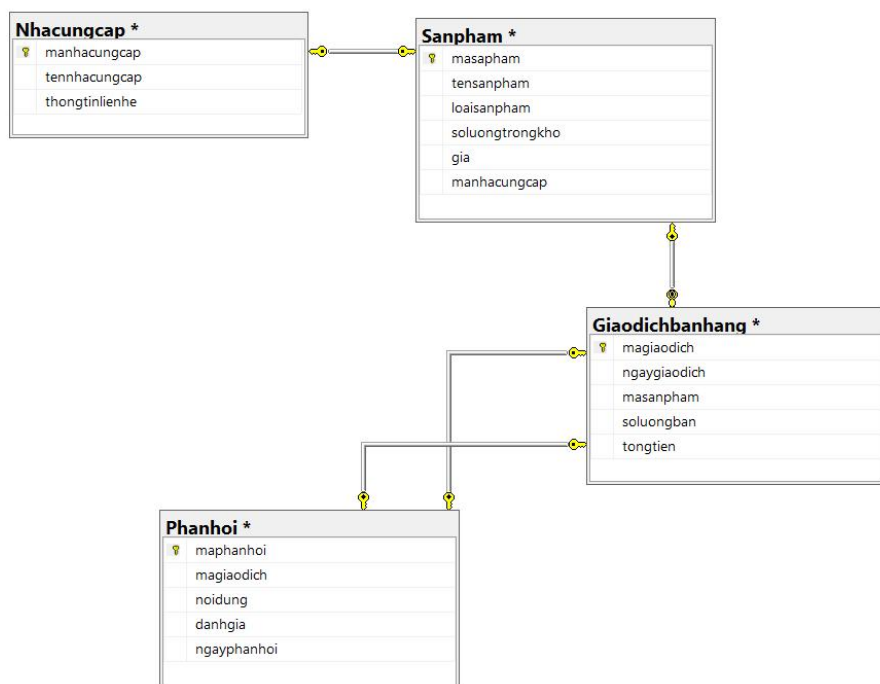 Nhacungcap *
manhacungcap
tennhacungcap
thongtinlienhe
Sanpham *
masapham
tensanpham
loaisanpham
soluongtrongkho
gia
manhacungcap
Giaodichbanhang *
magiaodich
ngaygiaodich
masanpham
soluongban
tongtien
Phanhoi *
maphanhoi
magiaodich
noidung
danhgia
ngayphanhoi